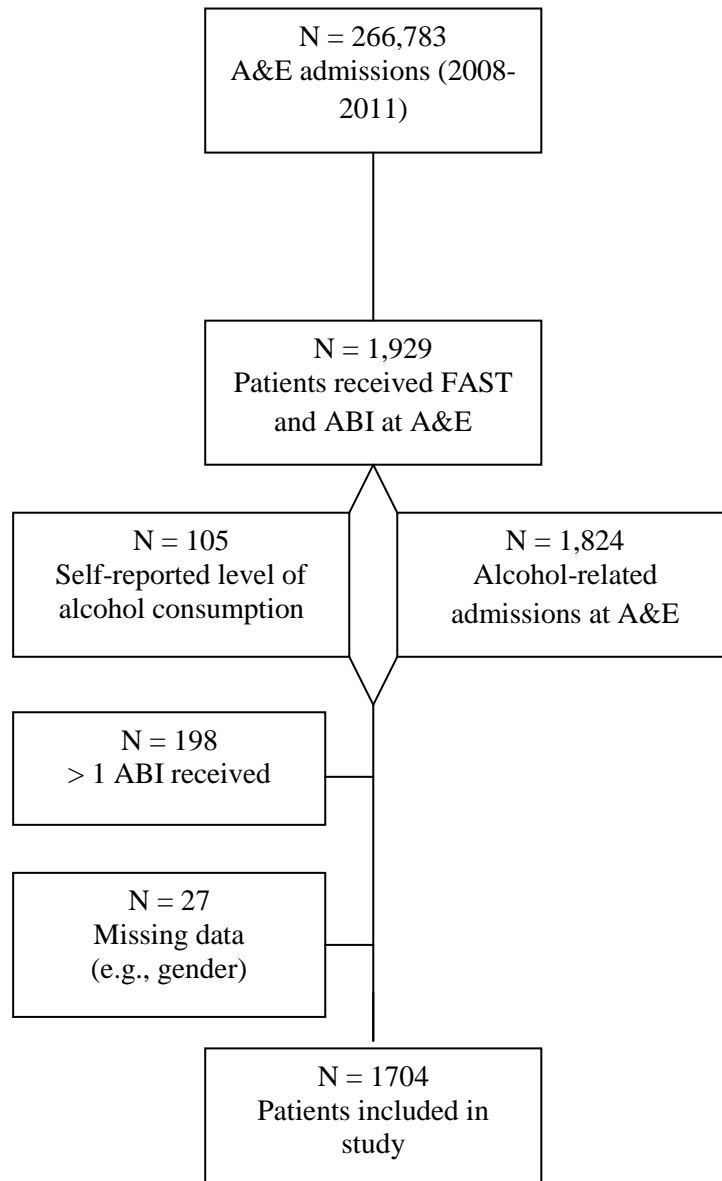 N = 266,783
A&E admissions (2008-
2011)
N = 1,929
Patients received FAST
and ABI at A&E
N = 105
Self-reported level of
alcohol consumption
N = 1,824
Alcohol-related
admissions at A&E
N = 198
> 1 ABI received
N = 27
Missing data
(e.g., gender)
N = 1704
Patients included in
study